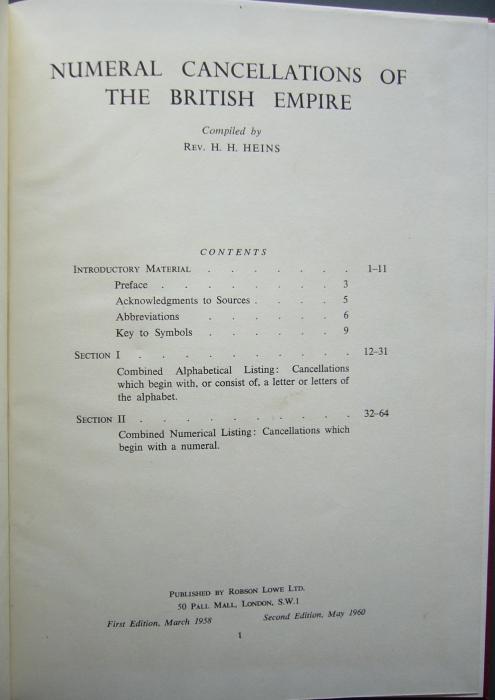 NUMERAL CANCELLATIONS OF
THE BRITISH EMPIRE
Compiled by
REV. H. H. HEINS
CONTENTS
INTRODUCTORY MATERIAL . . . . . . . 1–11
Preface . . . . . . . . 3
Acknowledgments to Sources . . . . 5
Abbreviations . . . . . . 6
Key to Symbols . . . . . . 9
SECTION I . . . . . . . . . . 12–31
Combined Alphabetical Listing: Cancellations
which begin with, or consist of, a letter or letters of
the alphabet.
SECTION II . . . . . . . . . . 32–64
Combined Numerical Listing: Cancellations which
begin with a numeral.
PUBLISHED BY ROBSON LOWE LTD.
50 PALL MALL, LONDON, S.W.1
First Edition, March 1958 Second Edition, May 1960
1